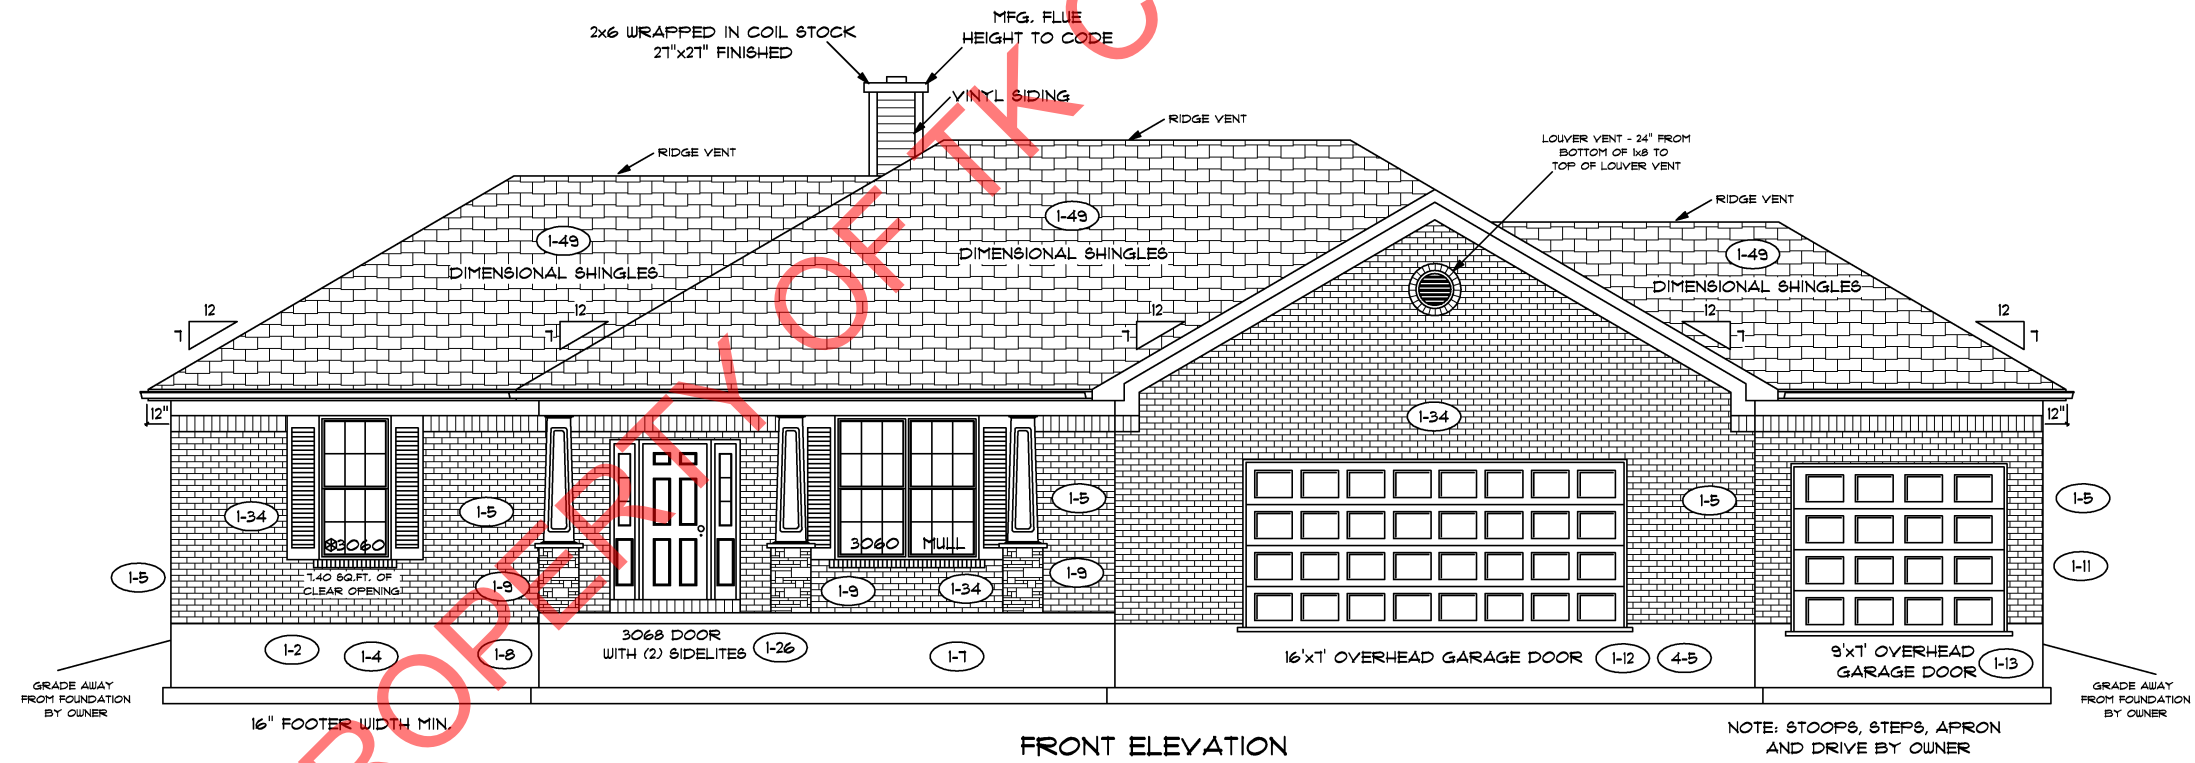 MFG. FLUE
HEIGHT TO CODE
2x6 WRAPPED IN COIL STOCK
27"x27" FINISHED
VINYL SIDING
RIDGE VENT
RIDGE VENT
LOUVER VENT - 24" FROM
BOTTOM OF 1x8 TO
TOP OF LOUVER VENT
RIDGE VENT
1-49
DIMENSIONAL SHINGLES
1-49
DIMENSIONAL SHINGLES
1-49
DIMENSIONAL SHINGLES
12
7
12
7
12
7
12
7
12
7
12"
12"
1-34
1-34
1-5
1-5
1-5
1-5
1-5
3060
3060 MULL
7.40 SQ.FT. OF
CLEAR OPENING
1-9
1-9
1-34
1-9
1-11
1-2
1-4
1-8
3068 DOOR
WITH (2) SIDELITES
1-26
1-7
16'x7' OVERHEAD GARAGE DOOR
1-12
4-5
9'x7' OVERHEAD
GARAGE DOOR
1-13
GRADE AWAY
FROM FOUNDATION
BY OWNER
GRADE AWAY
FROM FOUNDATION
BY OWNER
16" FOOTER WIDTH MIN.
FRONT ELEVATION
NOTE: STOOPS, STEPS, APRON
AND DRIVE BY OWNER
ROPERTY OF TK C